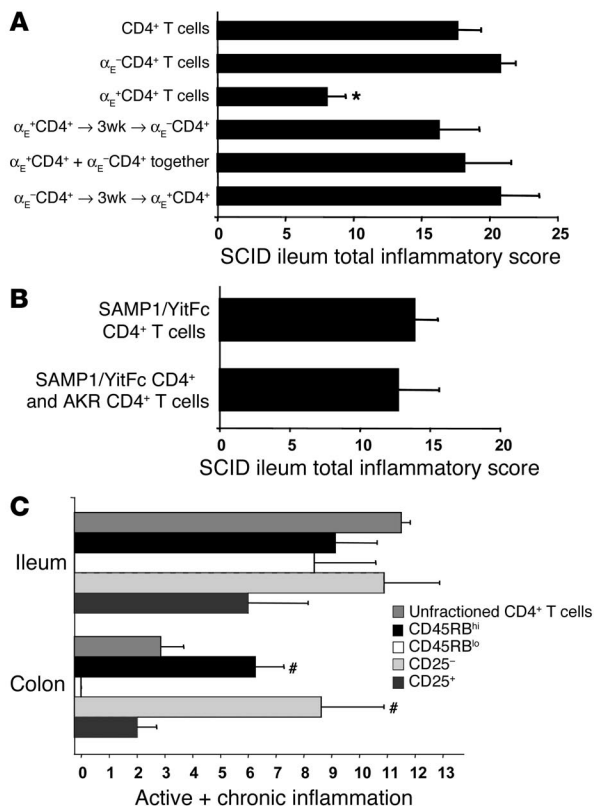 A
CD4⁺ T cells
αE⁻CD4⁺ T cells
αE⁺CD4⁺ T cells
*
αE⁺CD4⁺ → 3wk → αE⁻CD4⁺
αE⁺CD4⁺ + αE⁻CD4⁺ together
αE⁻CD4⁺ → 3wk → αE⁺CD4⁺
0 5 10 15 20 25
SCID ileum total inflammatory score
B
SAMP1/YitFc
CD4⁺ T cells
SAMP1/YitFc CD4⁺
and AKR CD4⁺ T cells
0 5 10 15 20
SCID ileum total inflammatory score
C
Ileum
Unfractioned CD4⁺ T cells
CD45RBʰⁱ
CD45RBˡᵒ
CD25⁻
CD25⁺
Colon
#
#
0 1 2 3 4 5 6 7 8 9 10 11 12 13
Active + chronic inflammation